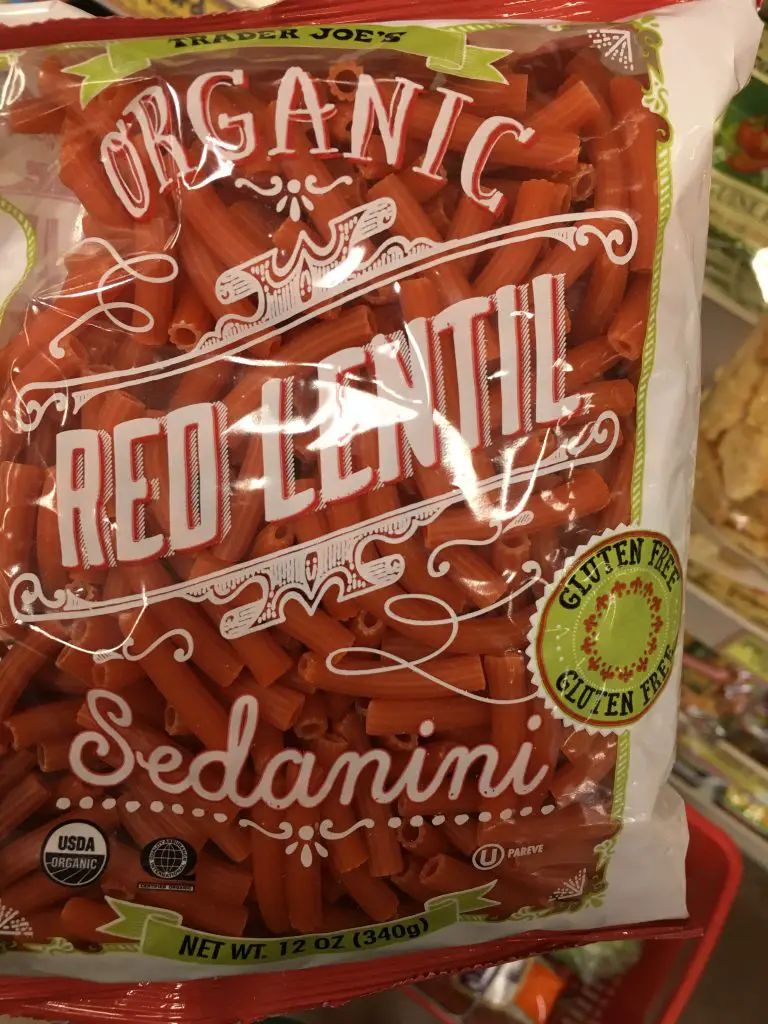 TRADER JOE'S
ORGANIC
RED LENTIL
GLUTEN FREE
GLUTEN FREE
Sedanini
USDA
ORGANIC
CERTIFIED ORGANIC
U PAREVE
NET WT. 12 OZ (340g)